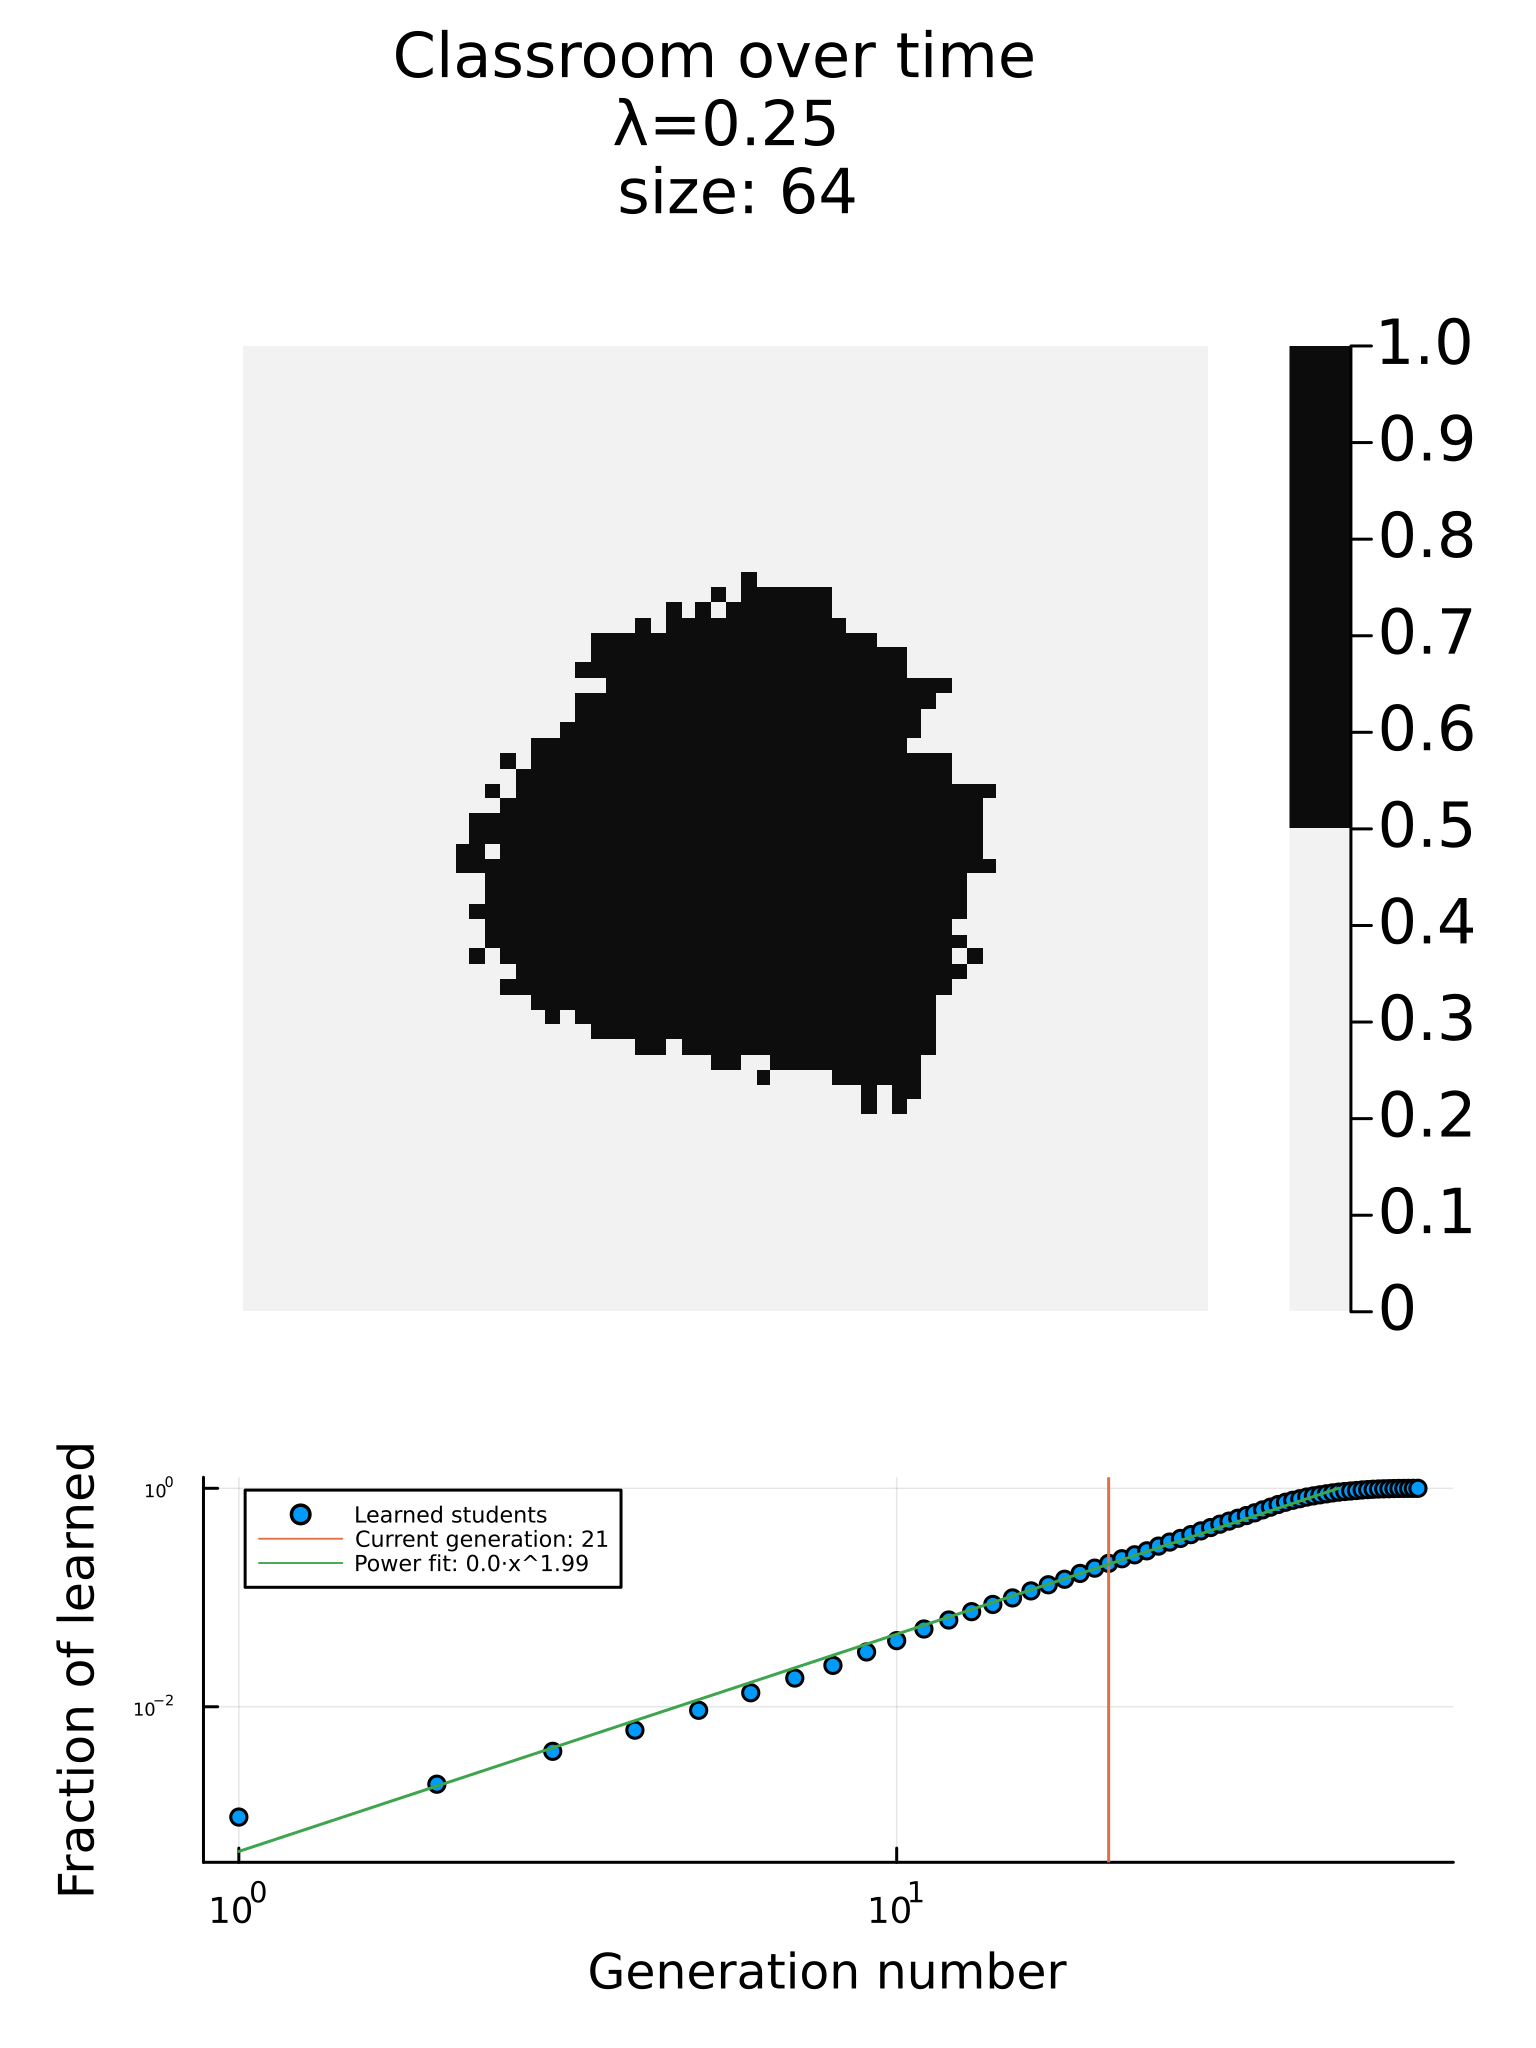 Classroom over time
λ=0.25
size: 64
1.0
0.9
0.8
0.7
0.6
0.5
0.4
0.3
0.2
0.1
0
Fraction of learned
10^0
10^-2
Learned students
Current generation: 21
Power fit: 0.0·x^1.99
10^0
10^1
Generation number